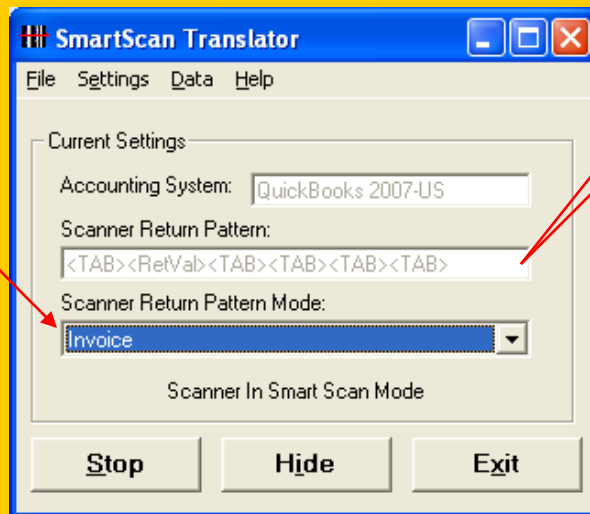 SmartScan Translator
File Settings Data Help
Current Settings
Accounting System: QuickBooks 2007-US
Scanner Return Pattern:
<TAB><RetVal><TAB><TAB><TAB><TAB>
Scanner Return Pattern Mode:
Invoice
Scanner In Smart Scan Mode
Stop Hide Exit